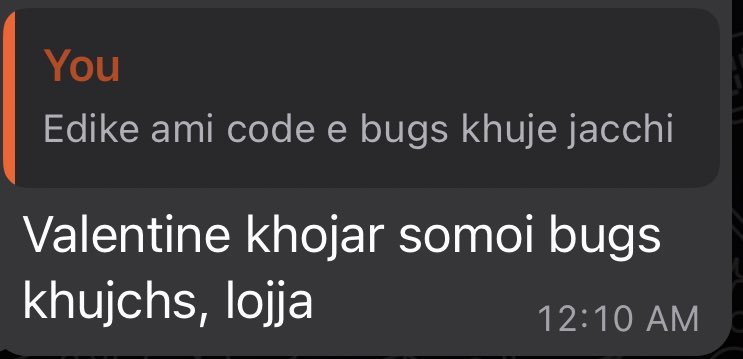 You
Edike ami code e bugs khuje jacchi
Valentine khojar somoi bugs
khujchs, lojja
12:10 AM